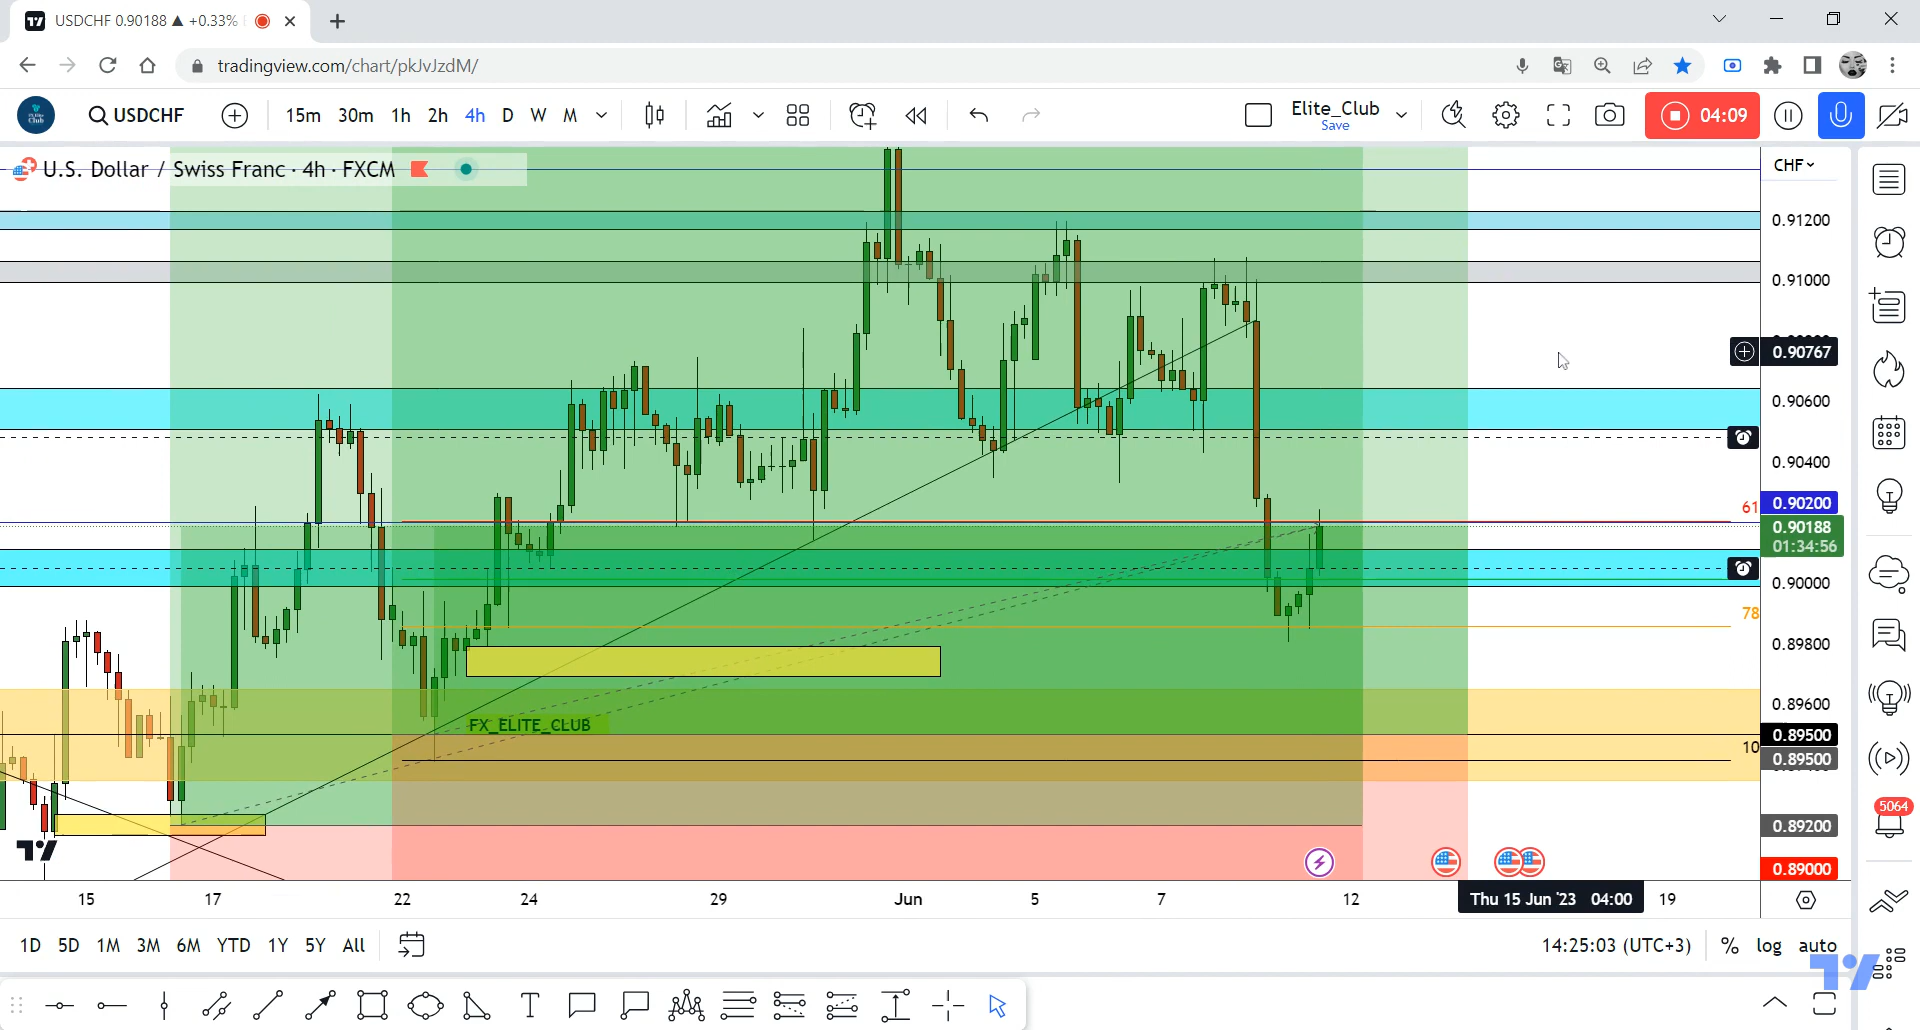 USDCHF 0.90188 ▲ +0.33%
tradingview.com/chart/pkJvJzdM/
USDCHF 15m 30m 1h 2h 4h D W M Elite_Club Save 04:09
U.S. Dollar / Swiss Franc · 4h · FXCM
CHF
0.91200
0.91000
0.90767
0.90600
0.90400
61 0.90200
0.90188
01:34:56
0.90000
78
0.89800
0.89600
FX_ELITE_CLUB
0.89500
10 0.89500
5064
0.89200
0.89000
15 17 22 24 29 Jun 5 7 12 Thu 15 Jun '23 04:00 19
1D 5D 1M 3M 6M YTD 1Y 5Y All 14:25:03 (UTC+3) % log auto
T